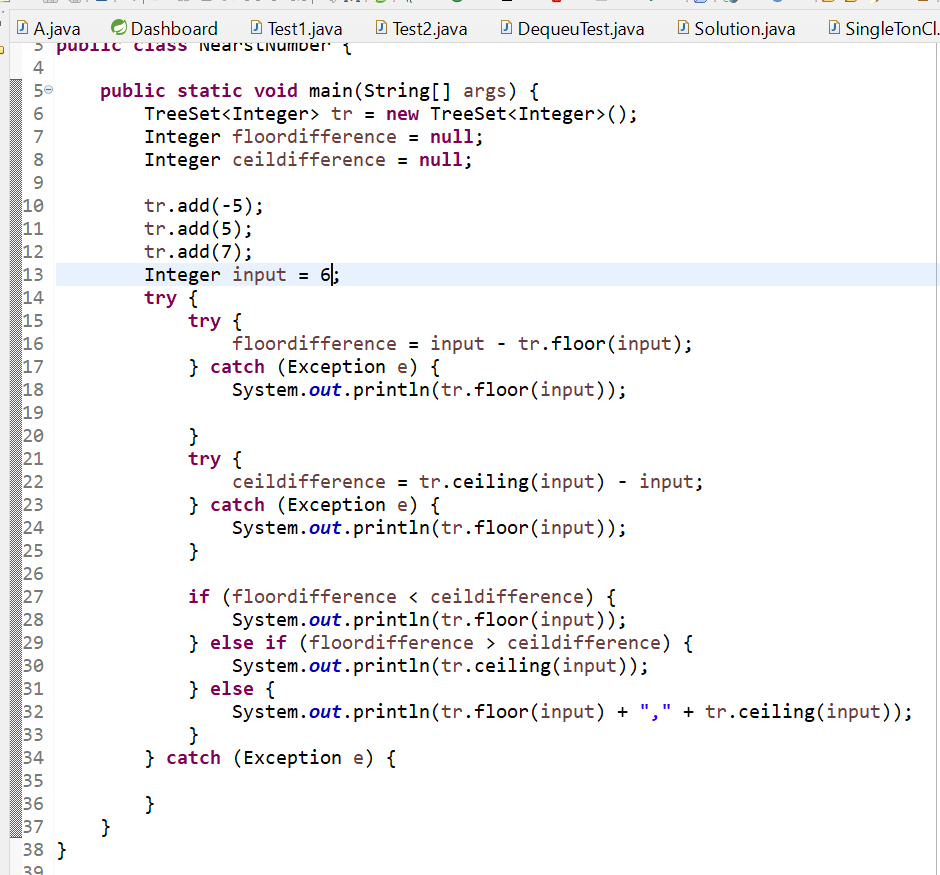 A.java Dashboard Test1.java Test2.java DequeuTest.java Solution.java SingleTonCl.
3 public class NearstNumber {
4
5 public static void main(String[] args) {
6 TreeSet<Integer> tr = new TreeSet<Integer>();
7 Integer floordifference = null;
8 Integer ceildifference = null;
9
10 tr.add(-5);
11 tr.add(5);
12 tr.add(7);
13 Integer input = 6;
14 try {
15 try {
16 floordifference = input - tr.floor(input);
17 } catch (Exception e) {
18 System.out.println(tr.floor(input));
19
20 }
21 try {
22 ceildifference = tr.ceiling(input) - input;
23 } catch (Exception e) {
24 System.out.println(tr.floor(input));
25 }
26
27 if (floordifference < ceildifference) {
28 System.out.println(tr.floor(input));
29 } else if (floordifference > ceildifference) {
30 System.out.println(tr.ceiling(input));
31 } else {
32 System.out.println(tr.floor(input) + "," + tr.ceiling(input));
33 }
34 } catch (Exception e) {
35
36 }
37 }
38 }
39